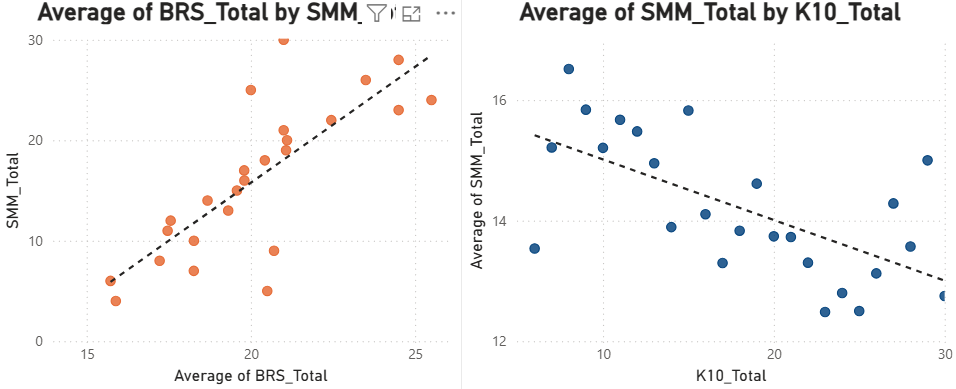 Average of BRS_Total by SMM_
30
20
10
0
SMM_Total
15
20
25
Average of BRS_Total
Average of SMM_Total by K10_Total
16
14
12
Average of SMM_Total
10
20
30
K10_Total